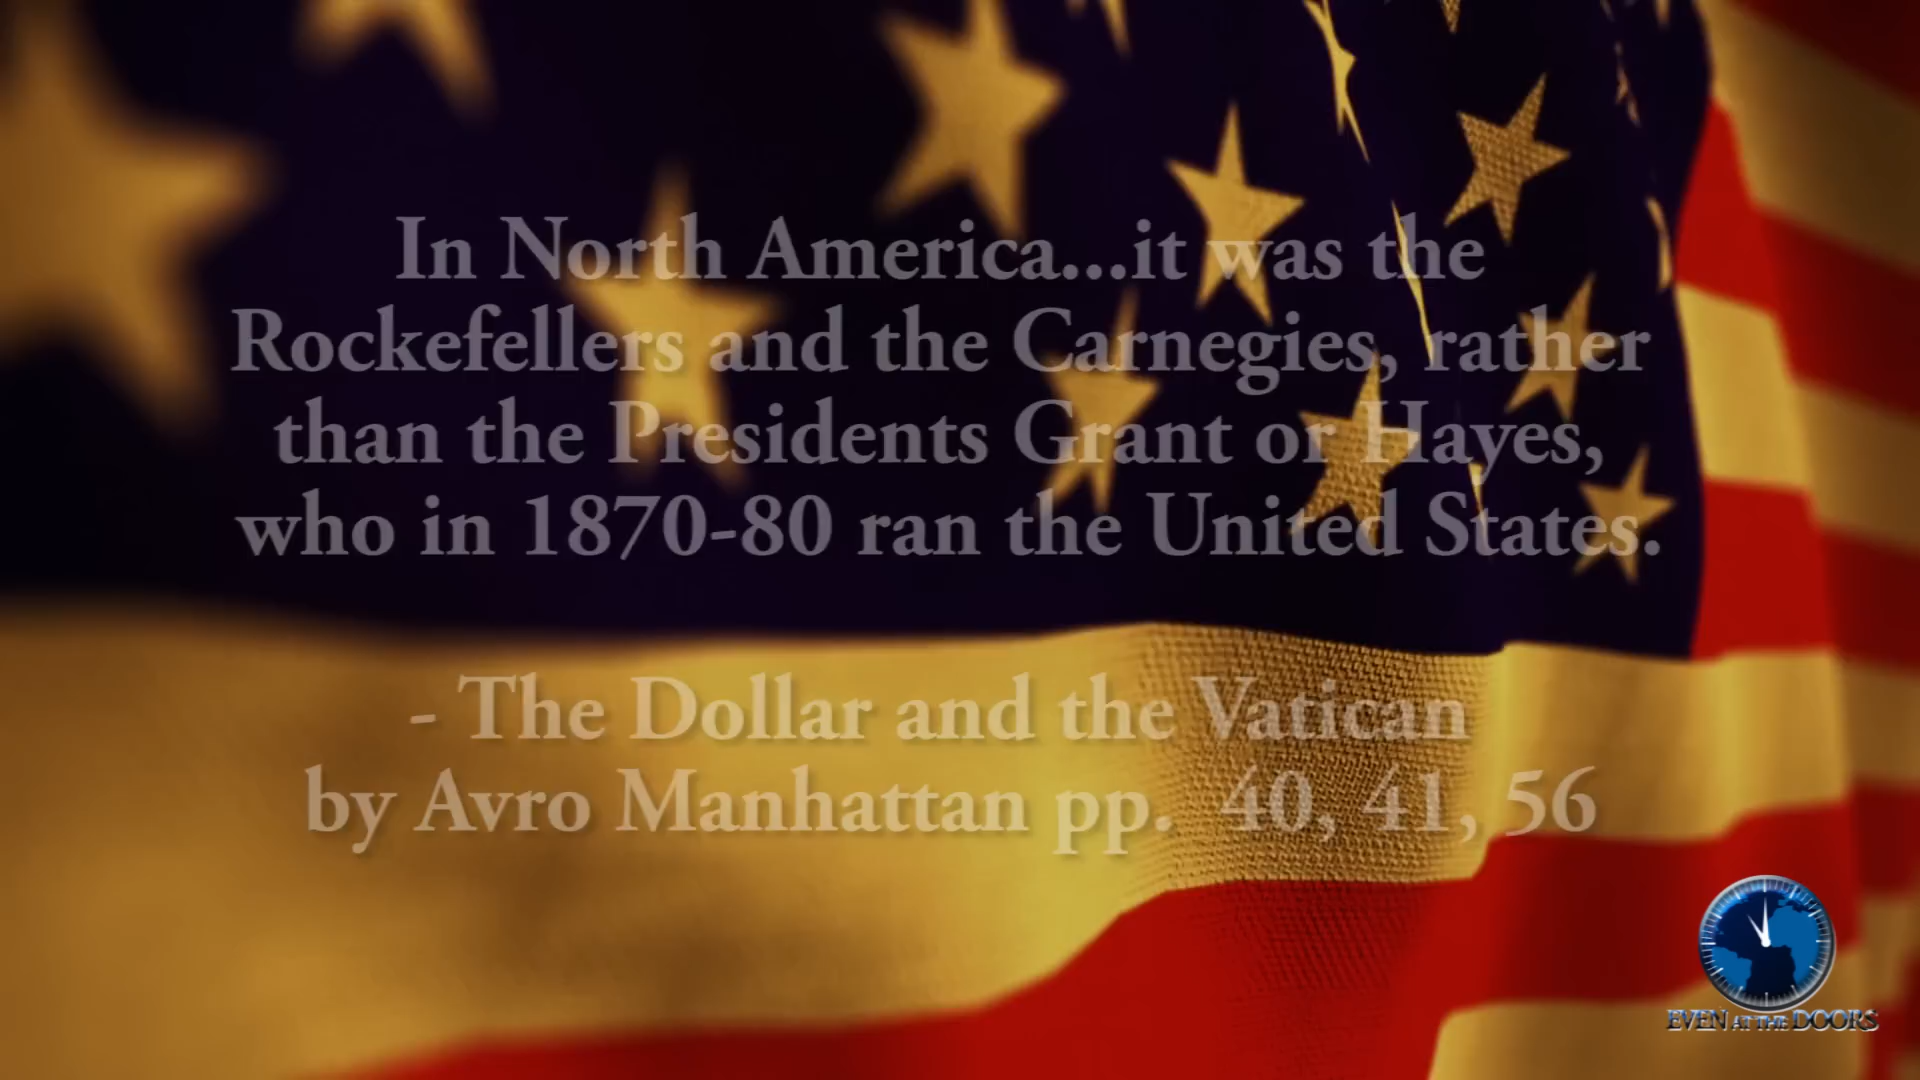 In North America...it was the
Rockefellers and the Carnegies, rather
than the Presidents Grant or Hayes,
who in 1870-80 ran the United States.
- The Dollar and the Vatican
by Avro Manhattan pp. 40, 41, 56
EVEN AT THE DOORS